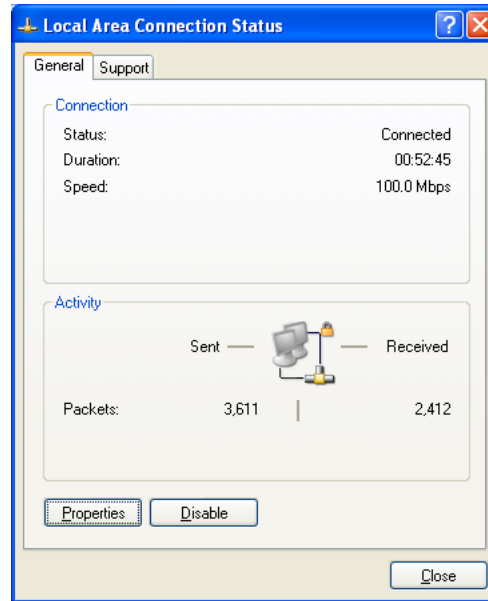 Local Area Connection Status
General Support
Connection
Status: Connected
Duration: 00:52:45
Speed: 100.0 Mbps
Activity
Sent Received
Packets: 3,611 2,412
Properties Disable
Close